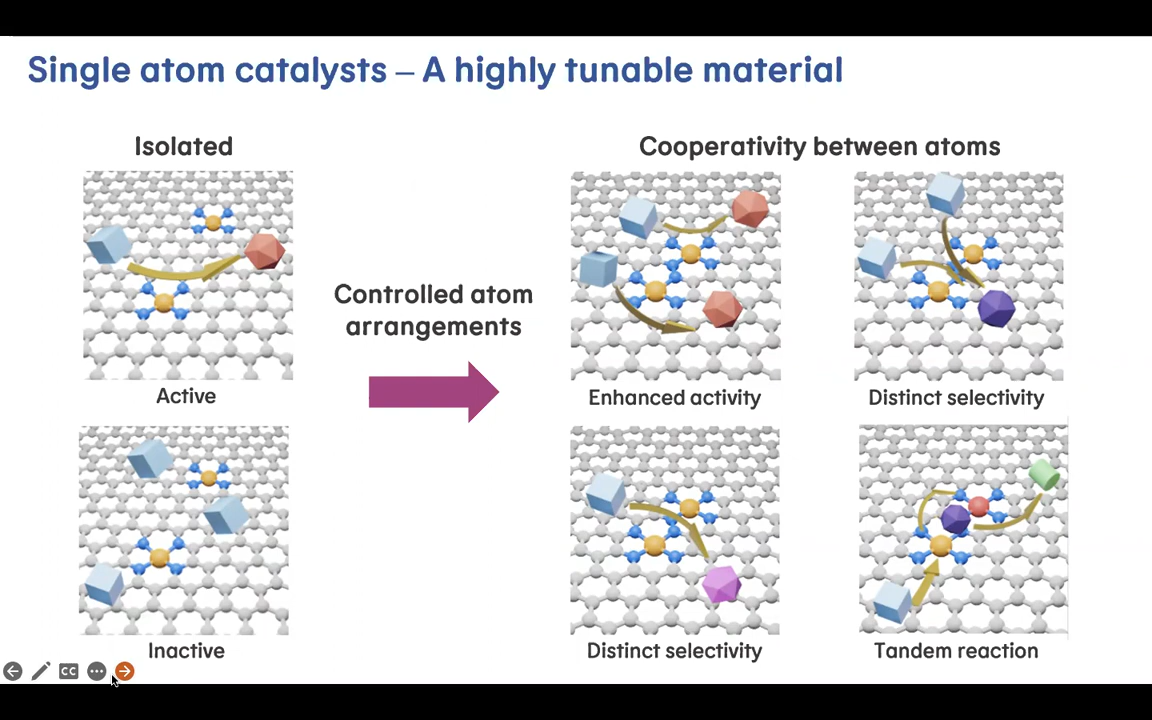 Single atom catalysts – A highly tunable material
Isolated
Cooperativity between atoms
Controlled atom
arrangements
Active
Enhanced activity
Distinct selectivity
Inactive
Distinct selectivity
Tandem reaction
CC